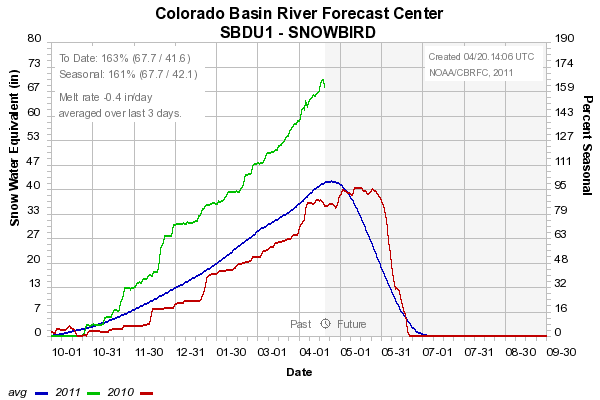 Colorado Basin River Forecast Center
SBDU1 - SNOWBIRD
To Date: 163% (67.7 / 41.6)
Seasonal: 161% (67.7 / 42.1)
Melt rate -0.4 in/day
averaged over last 3 days.
Created 04/20.14:06 UTC
NOAA/CBRFC, 2011
Snow Water Equivalent (in)
80
73
67
60
53
47
40
33
27
20
13
7
0
190
175
159
143
127
111
95
79
63
48
32
16
0
Percent Seasonal
Past Future
10-01 10-31 11-30 12-31 01-30 03-01 04-01 05-01 05-31 07-01 07-31 08-30 09-30
Date
avg 2011 2010